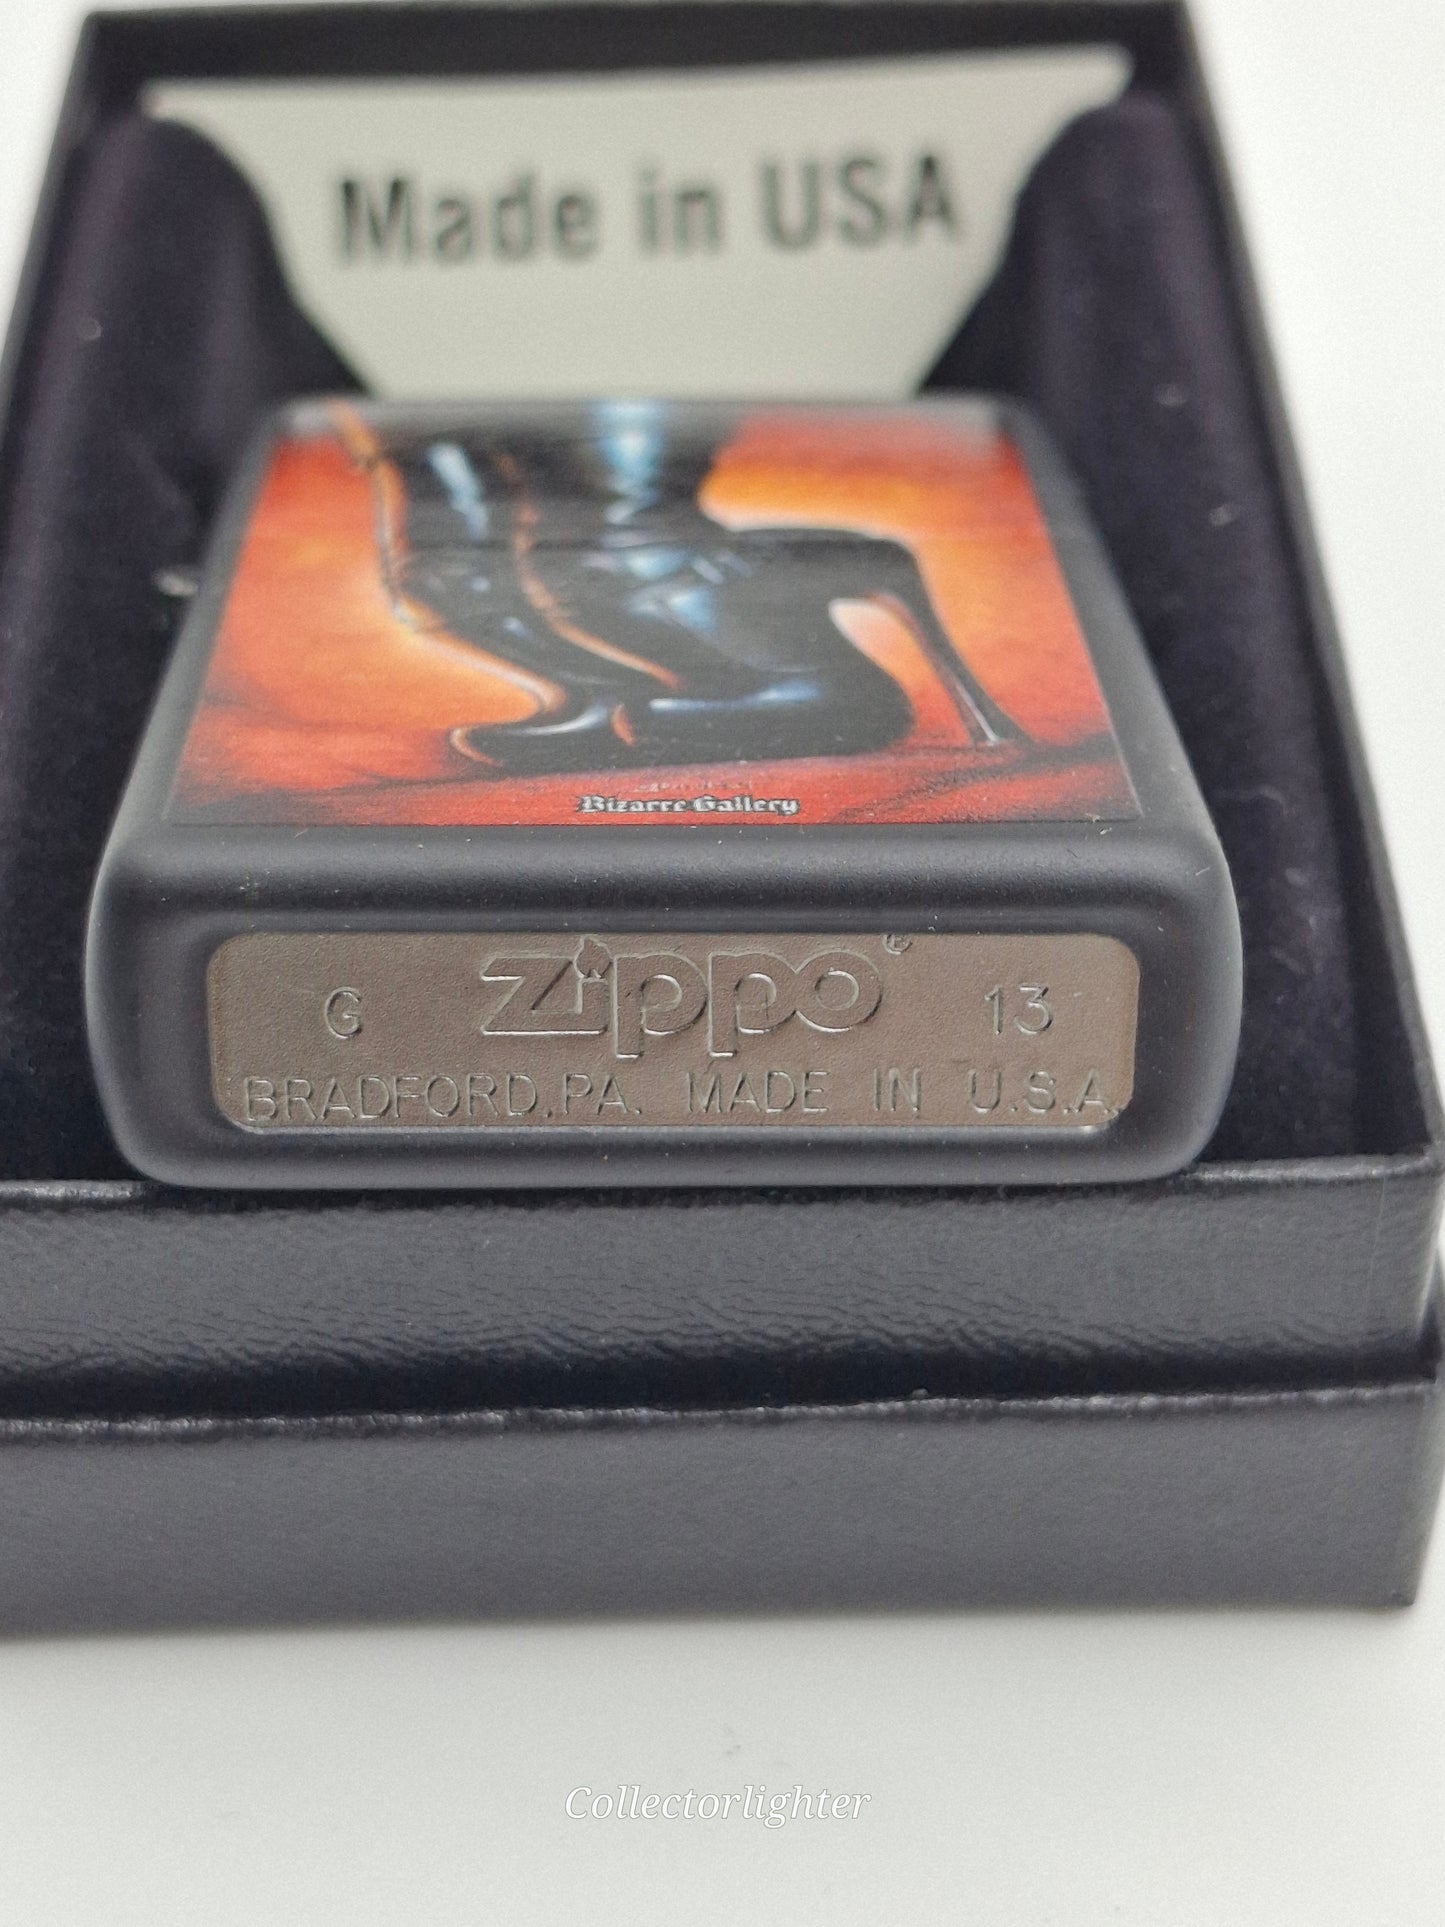 Made in USA
Bizarre Gallery
G zippo® 13
BRADFORD, PA. MADE IN U.S.A.
Collectorlighter